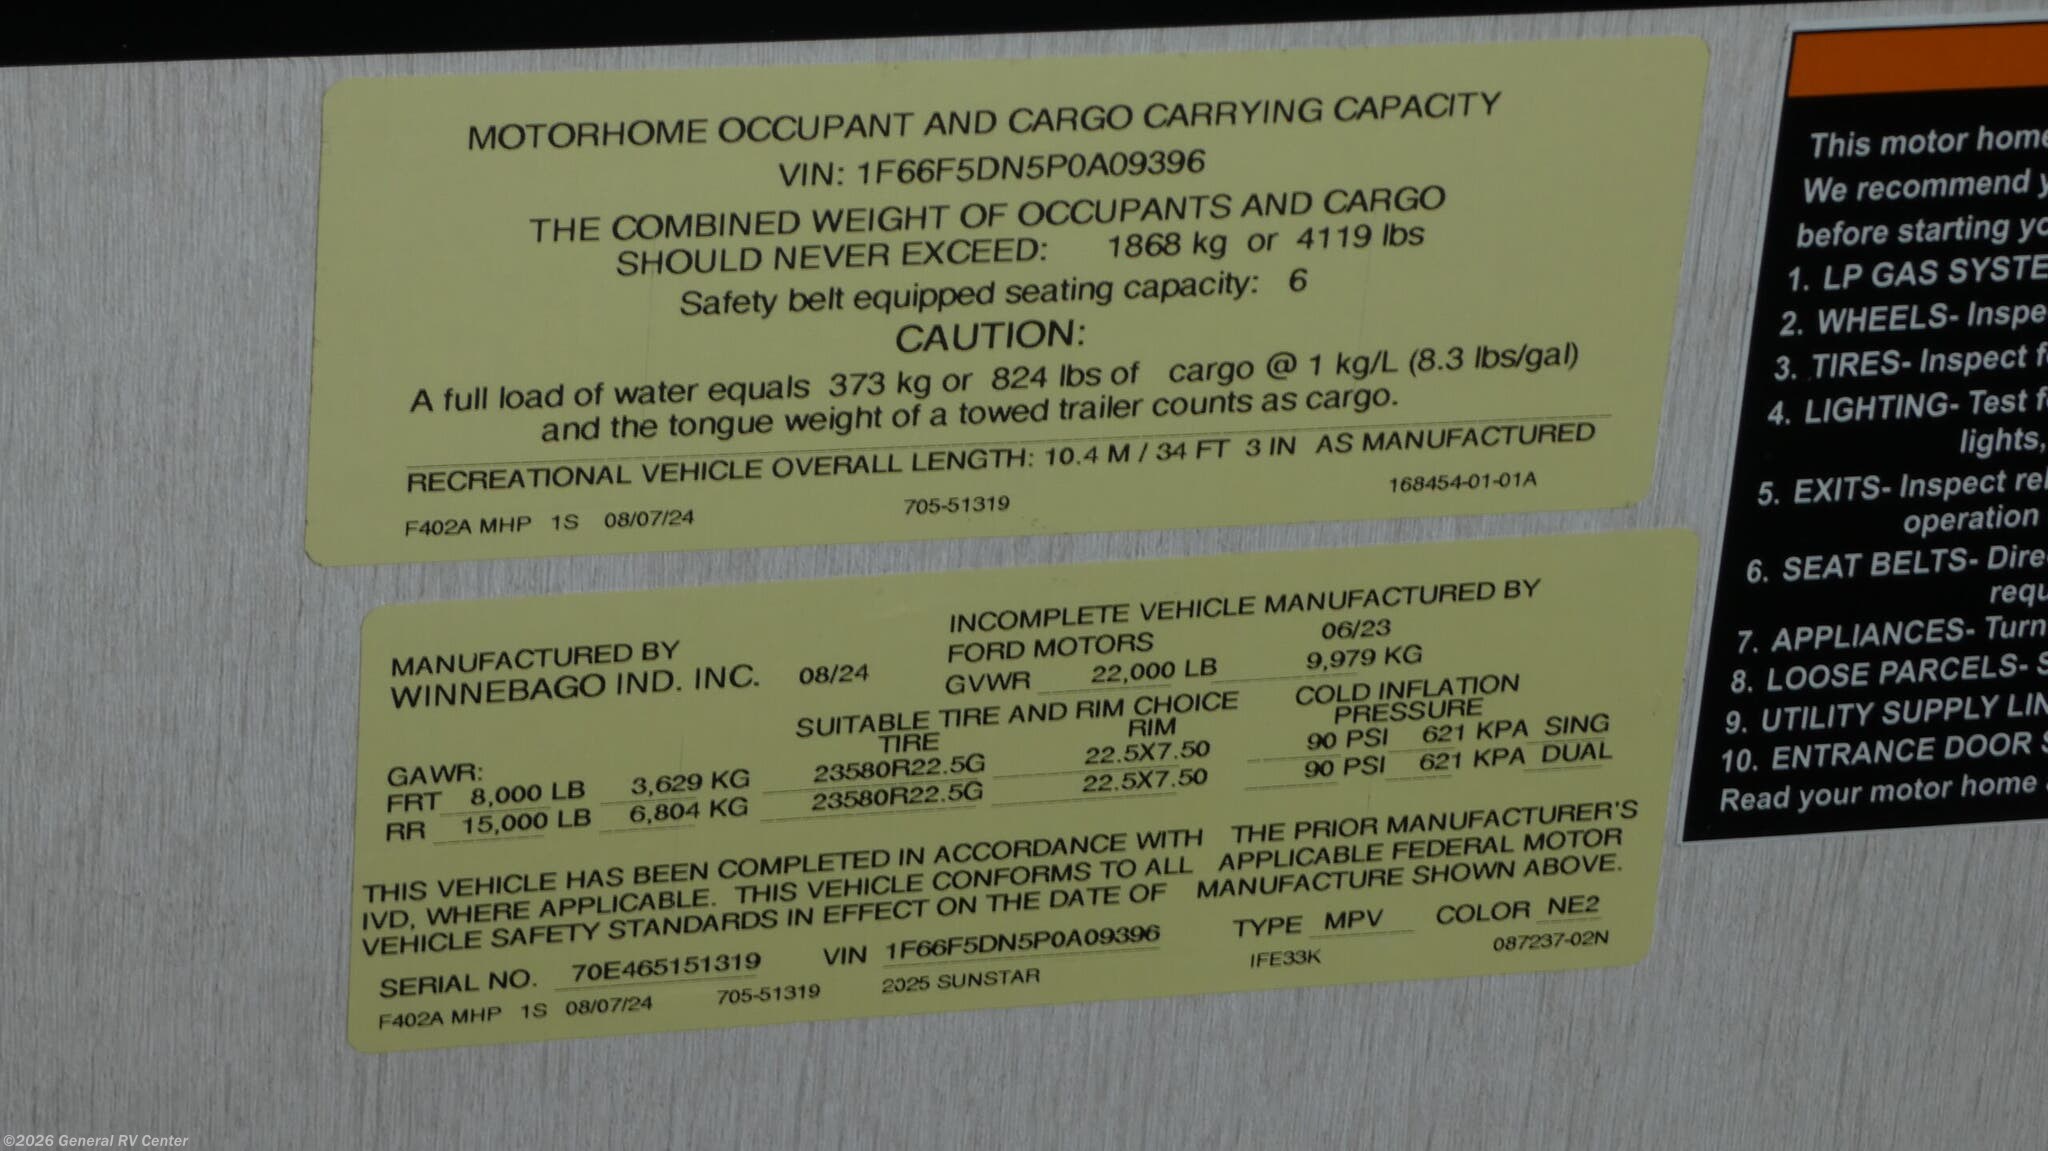 MOTORHOME OCCUPANT AND CARGO CARRYING CAPACITY
VIN: 1F66F5DN5P0A09396
THE COMBINED WEIGHT OF OCCUPANTS AND CARGO
SHOULD NEVER EXCEED: 1868 kg or 4119 lbs
Safety belt equipped seating capacity: 6
CAUTION:
A full load of water equals 373 kg or 824 lbs of cargo @ 1 kg/L (8.3 lbs/gal)
and the tongue weight of a towed trailer counts as cargo.
RECREATIONAL VEHICLE OVERALL LENGTH: 10.4 M / 34 FT 3 IN AS MANUFACTURED
F402A MHP 1S 08/07/24 705-51319 168454-01-01A
MANUFACTURED BY
WINNEBAGO IND. INC. 08/24
INCOMPLETE VEHICLE MANUFACTURED BY
FORD MOTORS 06/23
GVWR 22,000 LB 9,979 KG
SUITABLE TIRE AND RIM CHOICE
TIRE RIM
COLD INFLATION
PRESSURE
GAWR:
FRT 8,000 LB 3,629 KG 23580R22.5G 22.5X7.50 90 PSI 621 KPA SING
RR 15,000 LB 6,804 KG 23580R22.5G 22.5X7.50 90 PSI 621 KPA DUAL
THIS VEHICLE HAS BEEN COMPLETED IN ACCORDANCE WITH THE PRIOR MANUFACTURER'S
IVD, WHERE APPLICABLE. THIS VEHICLE CONFORMS TO ALL APPLICABLE FEDERAL MOTOR
VEHICLE SAFETY STANDARDS IN EFFECT ON THE DATE OF MANUFACTURE SHOWN ABOVE.
SERIAL NO. 70E465151319 VIN 1F66F5DN5P0A09396 TYPE MPV COLOR NE2
F402A MHP 1S 08/07/24 705-51319 2025 SUNSTAR IFE33K 087237-02N
This motor home
We recommend
before starting
1. LP GAS
2. WHEELS-
3. TIRES- Inspect
4. LIGHTING- Test
lights,
5. EXITS- Inspect
operation
6. SEAT BELTS-
7. APPLIANCES- Turn
8. LOOSE PARCELS-
9. UTILITY SUPPLY
10. ENTRANCE DOOR
Read your motor home
©2026 General RV Center